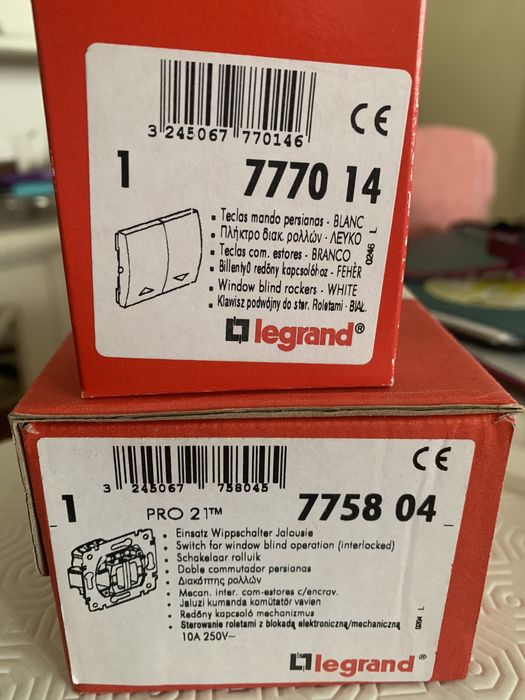 3 245067 770146
CE
1
7770 14
Teclas mando persianas - BLANC
Πλήκτρο διακ. ρολλών - ΛΕΥΚΟ
Teclas com. estores - BRANCO
Billentyű redőny kapcsolóhoz - FEHÉR
Window blind rockers - WHITE
Klawisz podwójny do ster. Roletami - BIAŁ.
0246 L
legrand®
3 245067 758045
CE
1
PRO 21™
7758 04
Einsatz Wippschalter Jalousie
Switch for window blind operation (interlocked)
Schakelaar rolluik
Doble commutador persianas
Διακόπτης ρολλών
Mecan. inter. com-estores c/encrav.
Jaluzi kumanda komütatör vavien
Redőny kapcsoló mechanizmus
Sterowanie roletami z blokadą elektroniczną/mechaniczną
10A 250V~
0204 L
legrand®